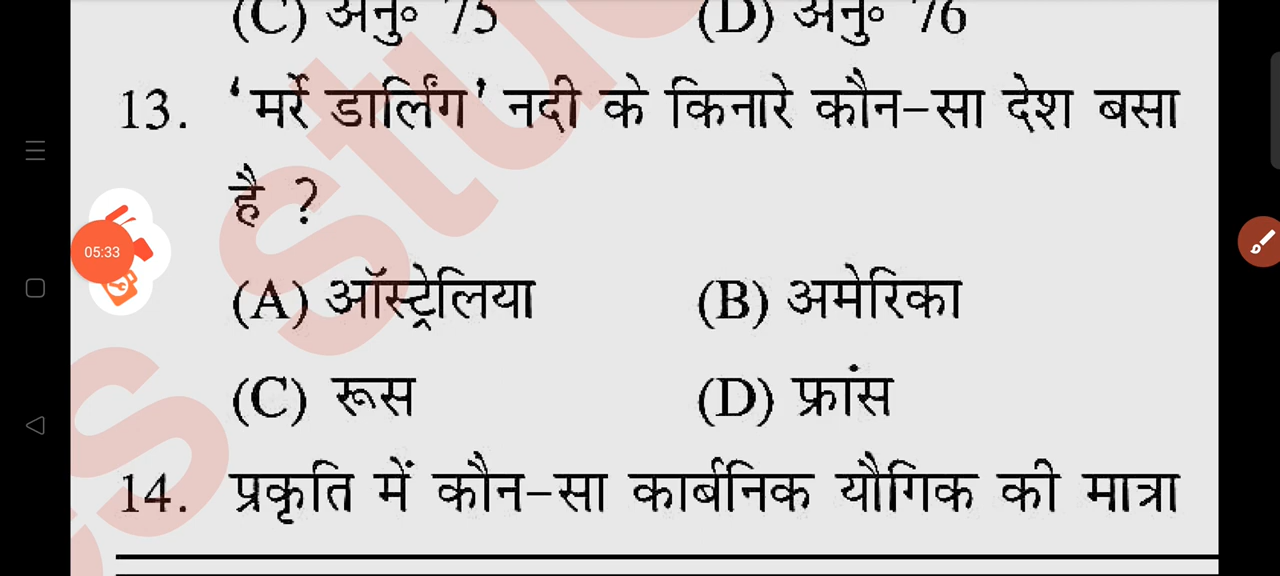 (C) अनु० 75 (D) अनु० 76
13. ‘मर्रे डार्लिंग’ नदी के किनारे कौन-सा देश बसा
है ?
05:33
(A) ऑस्ट्रेलिया (B) अमेरिका
(C) रूस (D) फ्रांस
14. प्रकृति में कौन-सा कार्बनिक यौगिक की मात्रा